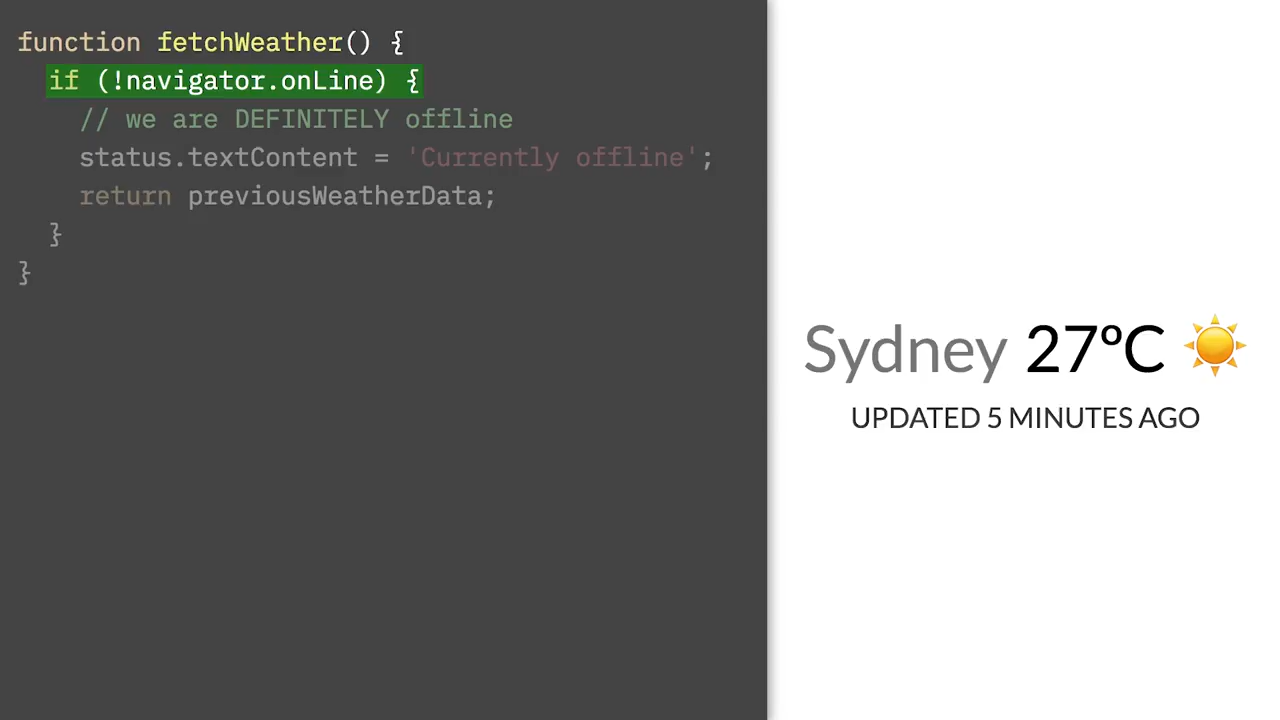 function fetchWeather() {
if (!navigator.onLine) {
// we are DEFINITELY offline
status.textContent = 'Currently offline';
return previousWeatherData;
}
}
Sydney 27ºC
UPDATED 5 MINUTES AGO